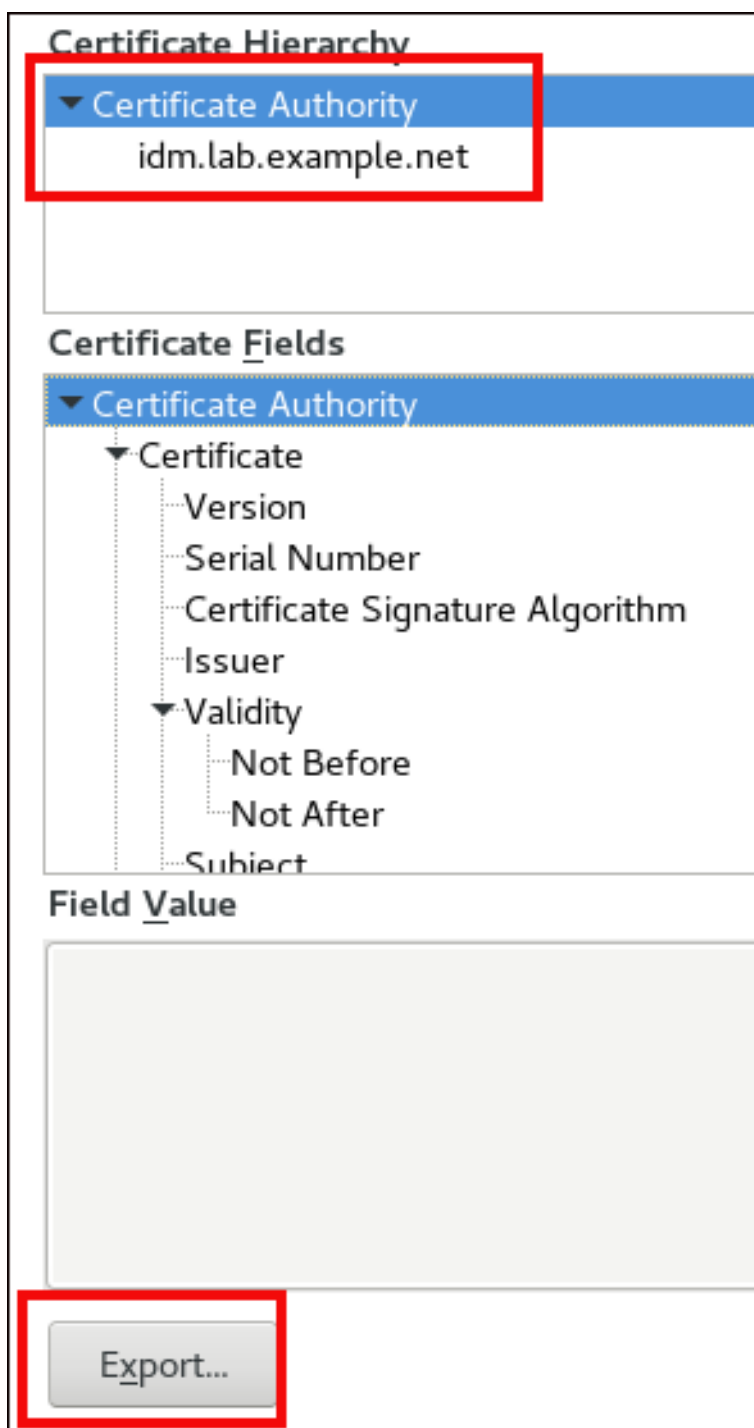 Certificate Hierarchy
Certificate Authority
idm.lab.example.net
Certificate Fields
Certificate Authority
Certificate
Version
Serial Number
Certificate Signature Algorithm
Issuer
Validity
Not Before
Not After
Subject
Field Value
Export...